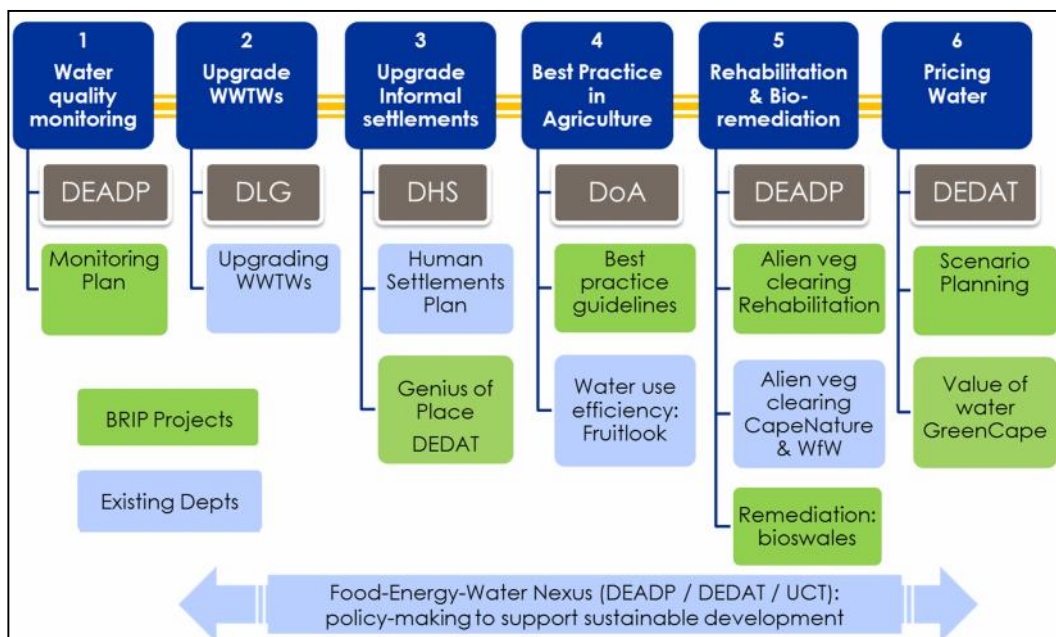 1
Water
quality
monitoring
2
Upgrade
WWTWs
3
Upgrade
Informal
settlements
4
Best Practice
in
Agriculture
5
Rehabilitation
& Bio-
remediation
6
Pricing
Water
DEADP
DLG
DHS
DoA
DEADP
DEDAT
Monitoring
Plan
Upgrading
WWTWs
Human
Settlements
Plan
Best
practice
guidelines
Alien veg
clearing
Rehabilitation
Scenario
Planning
Genius of
Place
DEDAT
Water use
efficiency:
Fruitlook
Alien veg
clearing
CapeNature
& WfW
Value of
water
GreenCape
BRIP Projects
Existing Depts
Remediation:
bioswales
Food-Energy-Water Nexus (DEADP / DEDAT / UCT):
policy-making to support sustainable development